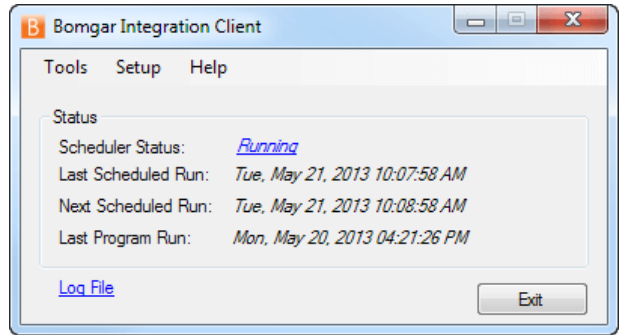 B Bomgar Integration Client
Tools Setup Help
Status
Scheduler Status: Running
Last Scheduled Run: Tue, May 21, 2013 10:07:58 AM
Next Scheduled Run: Tue, May 21, 2013 10:08:58 AM
Last Program Run: Mon, May 20, 2013 04:21:26 PM
Log File
Exit